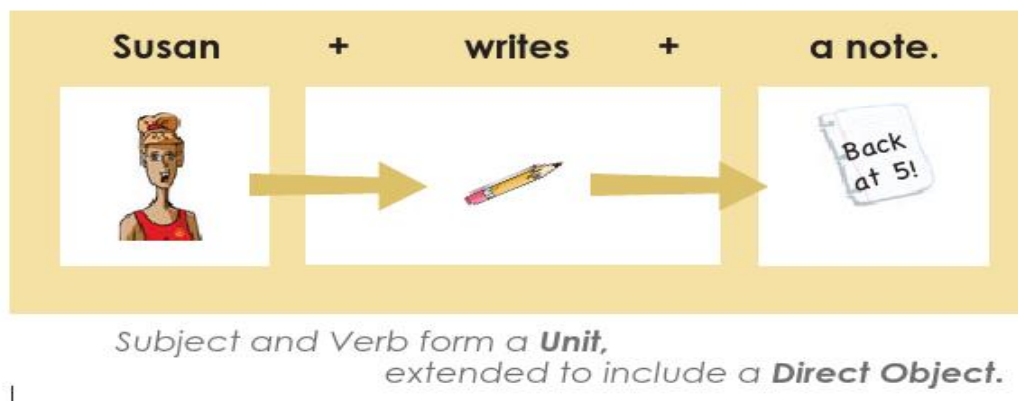 Susan + writes + a note.
Back
at 5!
Subject and Verb form a Unit,
extended to include a Direct Object.